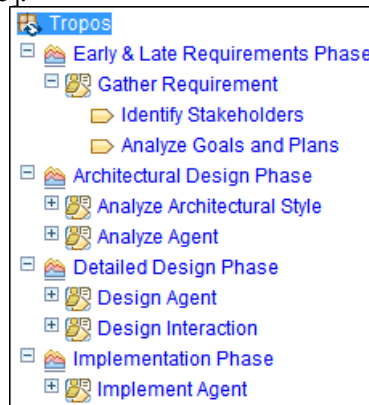 Tropos
Early & Late Requirements Phase
Gather Requirement
Identify Stakeholders
Analyze Goals and Plans
Architectural Design Phase
Analyze Architectural Style
Analyze Agent
Detailed Design Phase
Design Agent
Design Interaction
Implementation Phase
Implement Agent